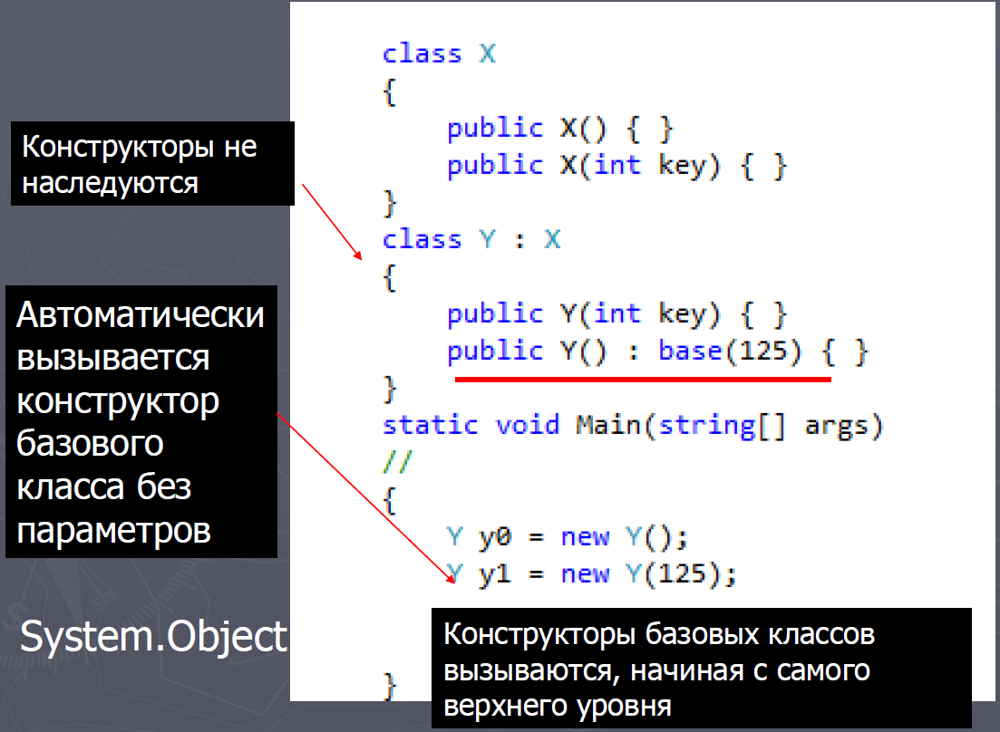 class X
{
public X() { }
public X(int key) { }
}
Конструкторы не
наследуются
class Y : X
{
public Y(int key) { }
public Y() : base(125) { }
}
Автоматически
вызывается
конструктор
базового
класса без
параметров
static void Main(string[] args)
//
{
Y y0 = new Y();
Y y1 = new Y(125);
System.Object
Конструкторы базовых классов
вызываются, начиная с самого
верхнего уровня
}